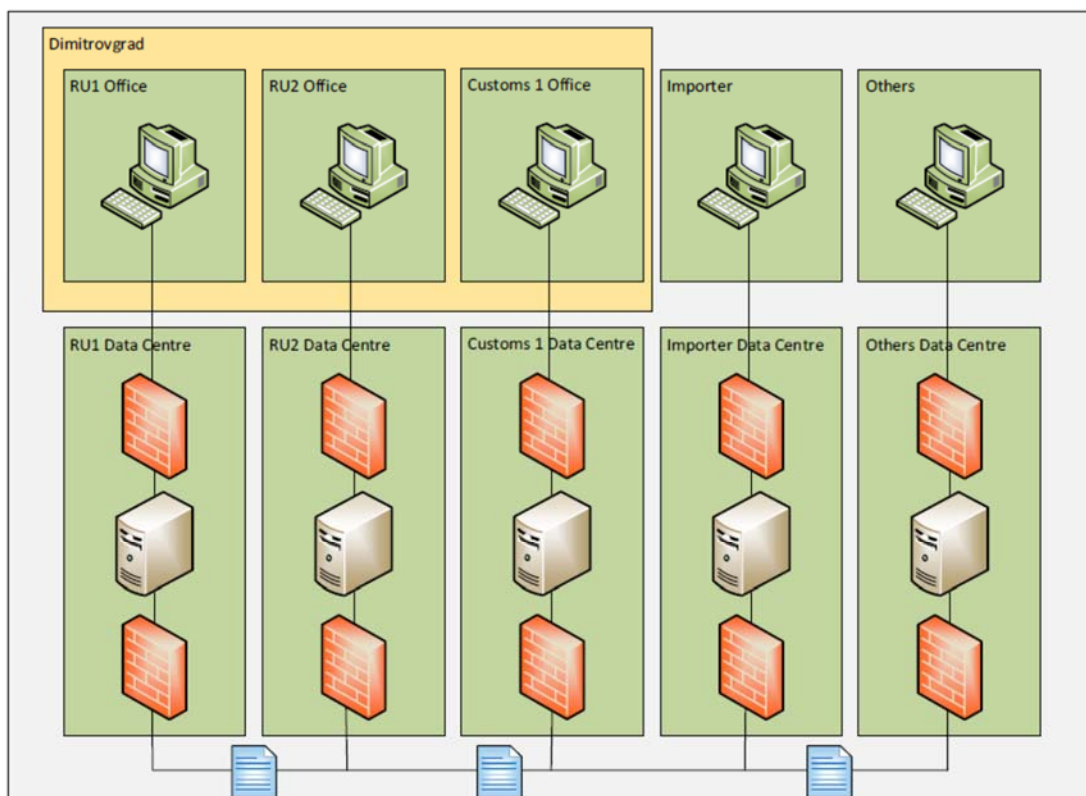 Dimitrovgrad
RU1 Office
RU2 Office
Customs 1 Office
Importer
Others
RU1 Data Centre
RU2 Data Centre
Customs 1 Data Centre
Importer Data Centre
Others Data Centre